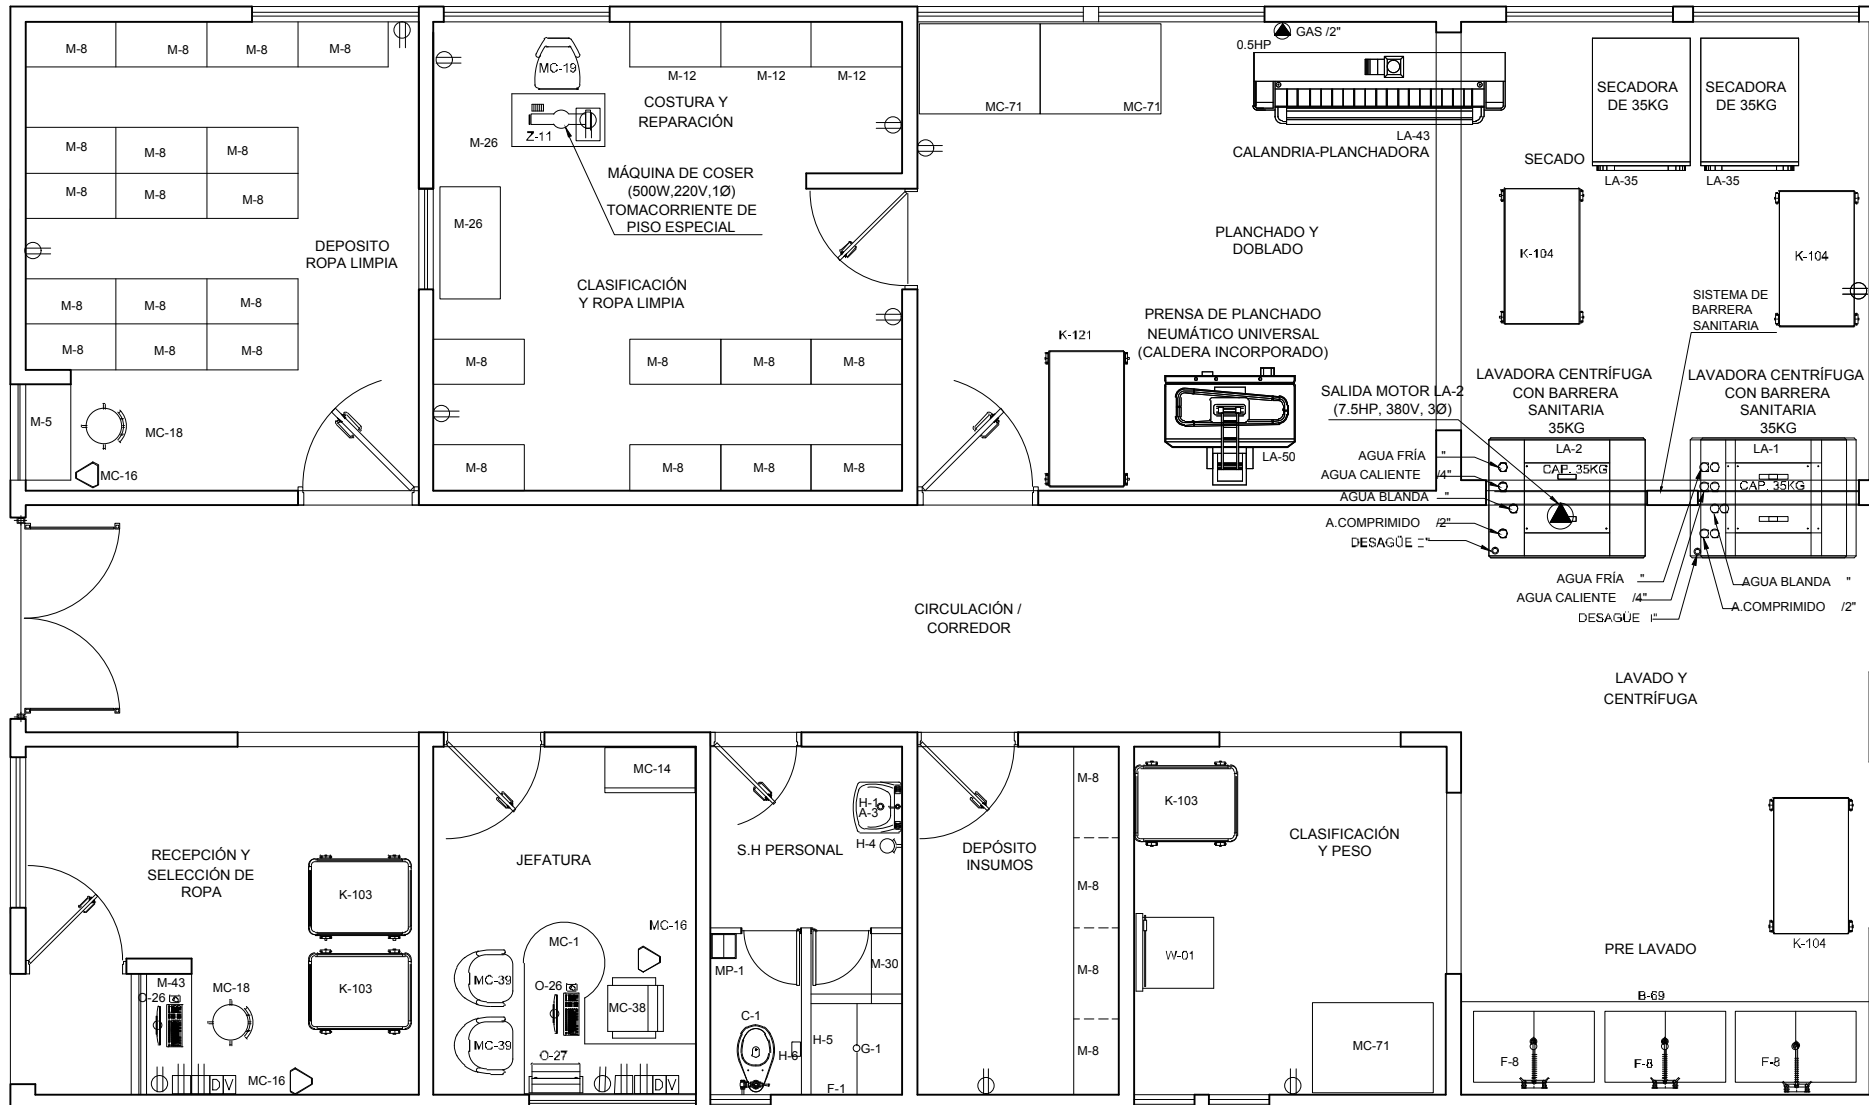 M-8
M-8
M-8
M-8
M-8
M-8
M-8
M-8
M-8
M-8
DEPOSITO
ROPA LIMPIA
M-8
M-8
M-8
M-8
M-8
M-8
M-5
MC-18
MC-16
MC-19
M-12
M-12
M-12
COSTURA Y
REPARACIÓN
Z-11
M-26
MÁQUINA DE COSER
(500W,220V,1Ø)
TOMACORRIENTE DE
PISO ESPECIAL
M-26
CLASIFICACIÓN
Y ROPA LIMPIA
M-8
M-8
M-8
M-8
M-8
M-8
M-8
M-8
MC-71
MC-71
GAS /2"
0.5HP
LA-43
CALANDRIA-PLANCHADORA
PLANCHADO Y
DOBLADO
K-121
PRENSA DE PLANCHADO
NEUMÁTICO UNIVERSAL
(CALDERA INCORPORADO)
LA-50
SECADORA
DE 35KG
SECADORA
DE 35KG
SECADO
LA-35
LA-35
K-104
K-104
SISTEMA DE
BARRERA
SANITARIA
SALIDA MOTOR LA-2
(7.5HP, 380V, 3Ø)
LAVADORA CENTRÍFUGA
CON BARRERA
SANITARIA
35KG
LAVADORA CENTRÍFUGA
CON BARRERA
SANITARIA
35KG
LA-2
CAP. 35KG
LA-1
CAP. 35KG
AGUA FRÍA "
AGUA CALIENTE /4"
AGUA BLANDA "
A.COMPRIMIDO /2"
DESAGÜE "
AGUA FRÍA "
AGUA CALIENTE /4"
DESAGÜE "
AGUA BLANDA "
A.COMPRIMIDO /2"
CIRCULACIÓN /
CORREDOR
LAVADO Y
CENTRÍFUGA
RECEPCIÓN Y
SELECCIÓN DE
ROPA
K-103
K-103
M-43
O-26
MC-18
MC-16
D V
JEFATURA
MC-14
MC-1
MC-16
MC-39
MC-39
O-26
MC-38
O-27
D V
S.H PERSONAL
H-1
A-3
H-4
MP-1
M-30
C-1
H-6
H-5
G-1
F-1
DEPÓSITO
INSUMOS
M-8
M-8
M-8
M-8
K-103
CLASIFICACIÓN
Y PESO
W-01
MC-71
K-104
PRE LAVADO
B-69
F-8
F-8
F-8